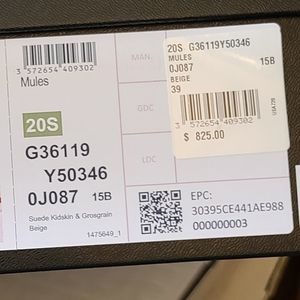 3 572654 409302
Mules
20S
G36119
Y50346
0J087 15B
Suede Kidskin & Grosgrain
Beige
1475649_1
MAN.
GDC
LDC
20S G36119Y50346
MULES
0J087 15B
BEIGE
39
3 572654 409302
$ 825.00
USA729
EPC:
30395CE441AE988
000000003